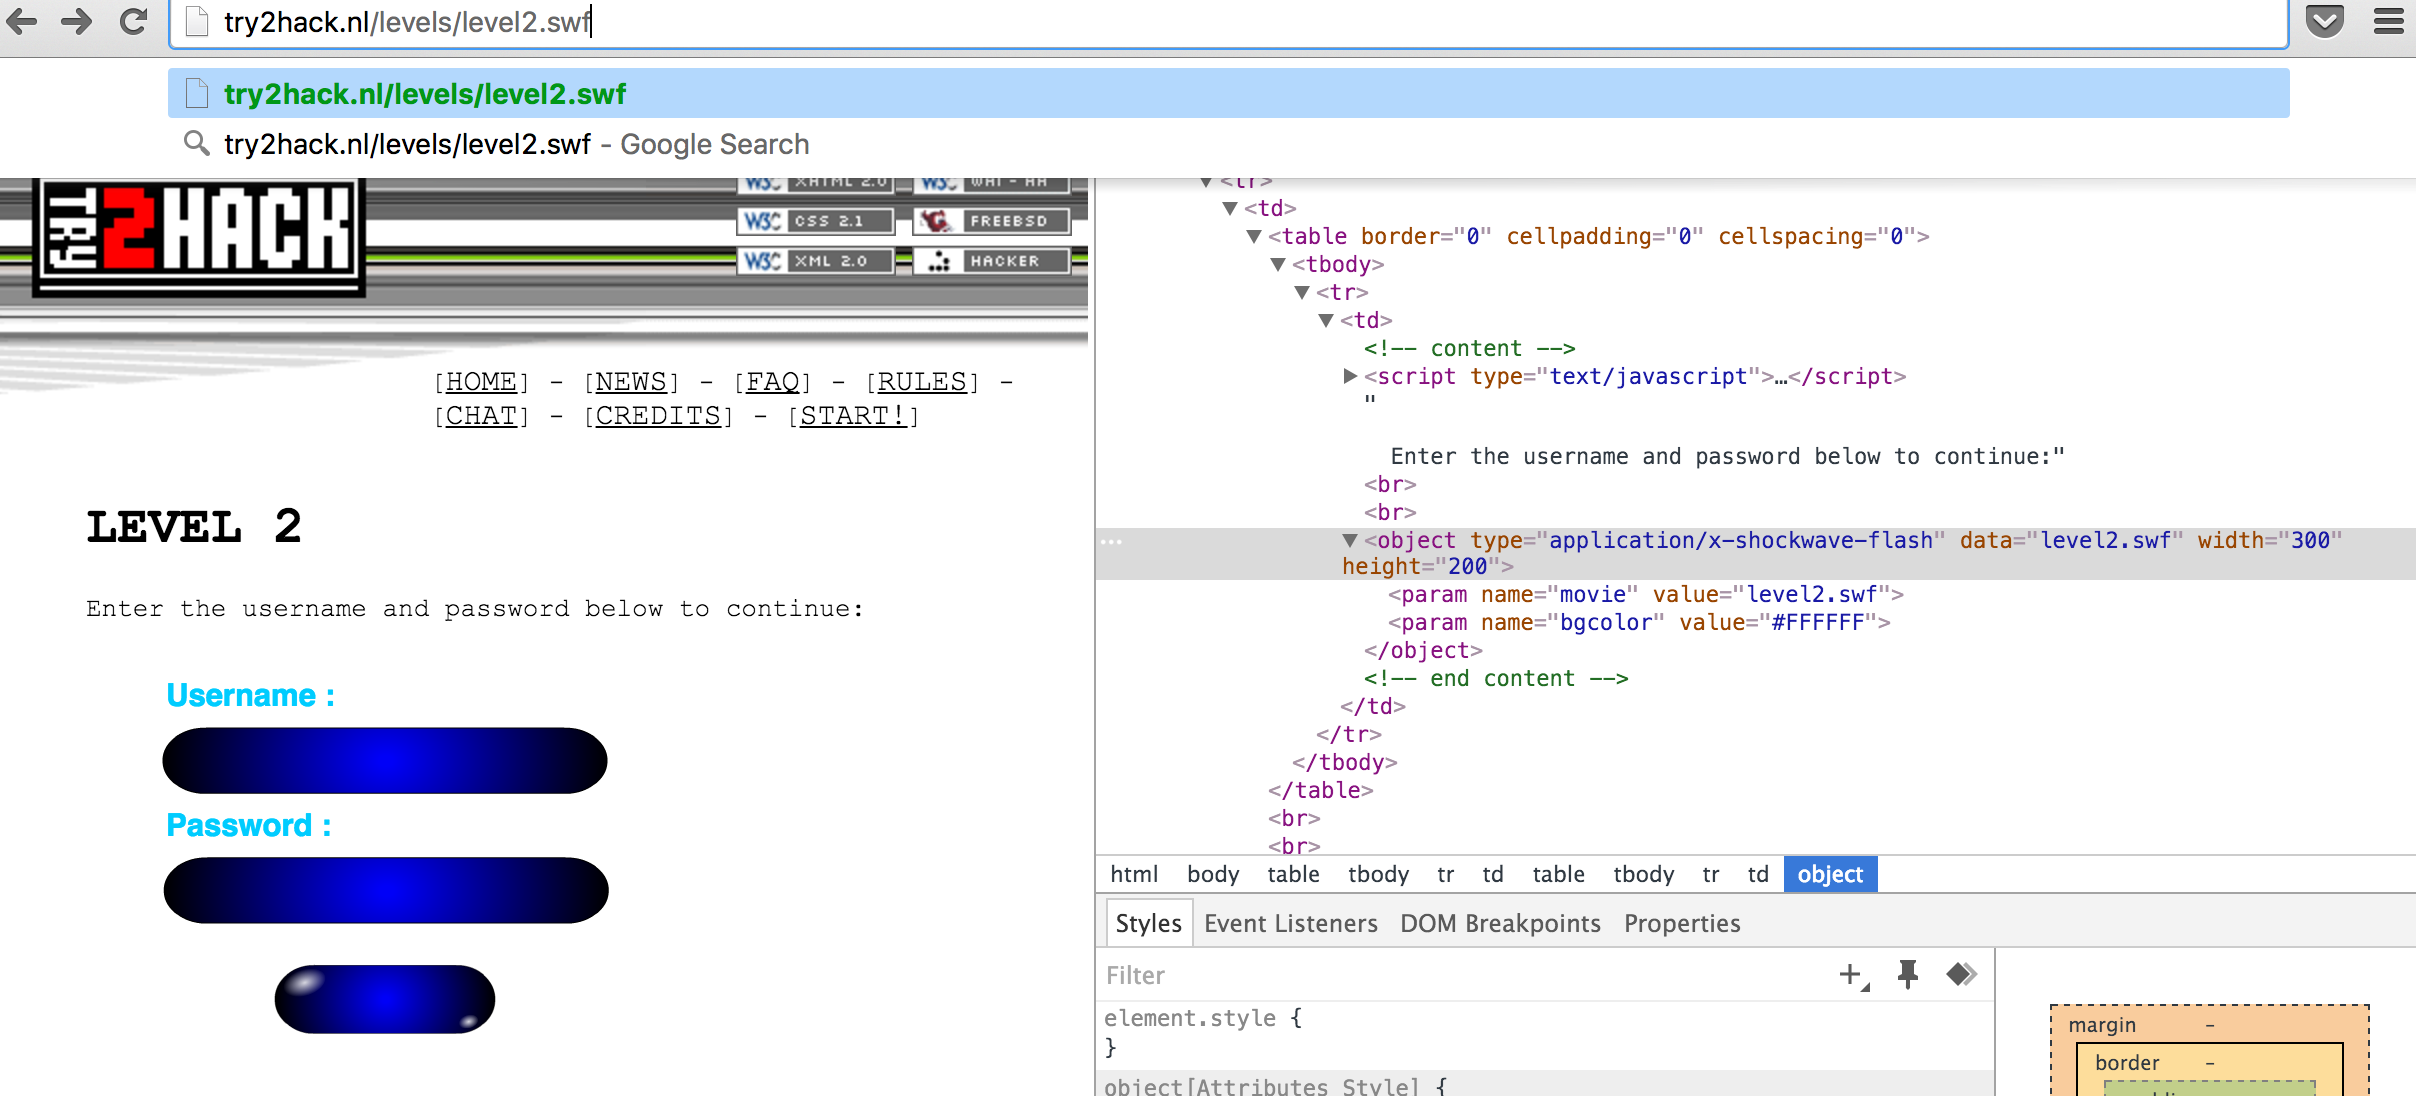 try2hack.nl/levels/level2.swf
try2hack.nl/levels/level2.swf
try2hack.nl/levels/level2.swf - Google Search
TRY 2HACK
W3C XHTML 2.0 W3C WAI - AA
W3C CSS 2.1 FREEBSD
W3C XML 2.0 HACKER
[HOME] - [NEWS] - [FAQ] - [RULES] -
[CHAT] - [CREDITS] - [START!]
LEVEL 2
Enter the username and password below to continue:
Username :
Password :
▼<tr>
▼<td>
▼<table border="0" cellpadding="0" cellspacing="0">
▼<tbody>
▼<tr>
▼<td>
<!-- content -->
▶<script type="text/javascript">…</script>
"
Enter the username and password below to continue:"
<br>
<br>
… ▼<object type="application/x-shockwave-flash" data="level2.swf" width="300"
height="200">
<param name="movie" value="level2.swf">
<param name="bgcolor" value="#FFFFFF">
</object>
<!-- end content -->
</td>
</tr>
</tbody>
</table>
<br>
<br>
html body table tbody tr td table tbody tr td object
Styles Event Listeners DOM Breakpoints Properties
Filter
element.style {
}
object[Attributes Style] {
margin -
border -